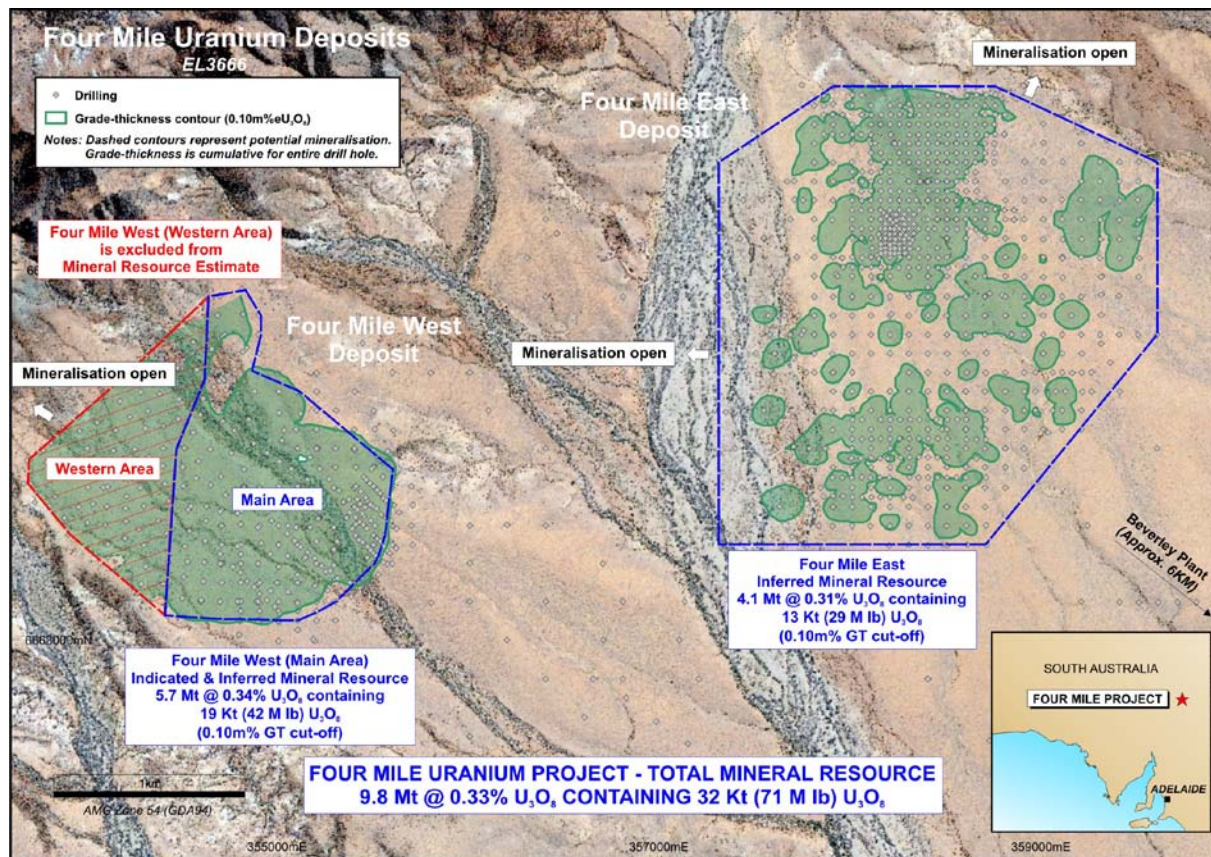 Four Mile Uranium Deposits
EL3666
Drilling
Grade-thickness contour (0.10m%eU₃O₈)
Notes: Dashed contours represent potential mineralisation.
Grade-thickness is cumulative for entire drill hole.
Four Mile West (Western Area)
is excluded from
Mineral Resource Estimate
Four Mile West
Deposit
Mineralisation open
Western Area
Main Area
Four Mile East
Deposit
Mineralisation open
Mineralisation open
Four Mile East
Inferred Mineral Resource
4.1 Mt @ 0.31% U₃O₈ containing
13 Kt (29 M lb) U₃O₈
(0.10m% GT cut-off)
Beverley Plant
(Approx. 6KM)
Four Mile West (Main Area)
Indicated & Inferred Mineral Resource
5.7 Mt @ 0.34% U₃O₈ containing
19 Kt (42 M lb) U₃O₈
(0.10m% GT cut-off)
FOUR MILE URANIUM PROJECT - TOTAL MINERAL RESOURCE
9.8 Mt @ 0.33% U₃O₈ CONTAINING 32 Kt (71 M lb) U₃O₈
SOUTH AUSTRALIA
FOUR MILE PROJECT
ADELAIDE
1km
AMG Zone 54 (GDA94)
355000mE
357000mE
359000mE